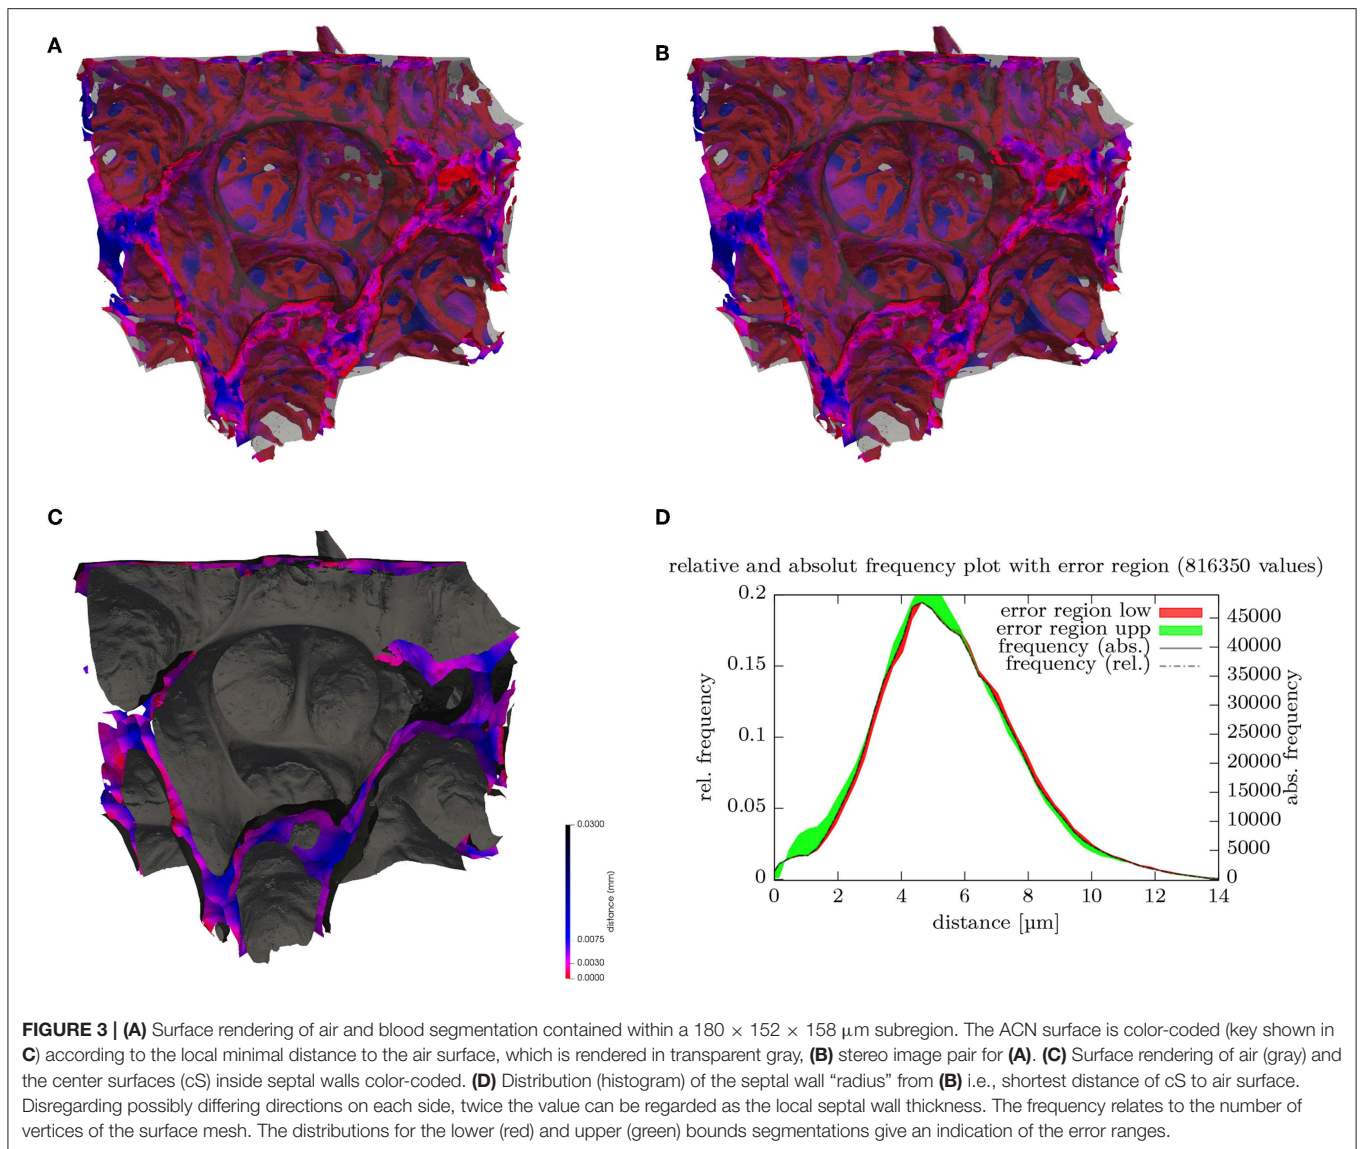 A
B
C
0.0300
distance (mm)
0.0075
0.0030
0.0000
D
relative and absolut frequency plot with error region (816350 values)
0.2
0.15
0.1
0.05
0
rel. frequency
error region low
error region upp
frequency (abs.)
frequency (rel.)
45000
40000
35000
30000
25000
20000
15000
10000
5000
0
abs. frequency
0 2 4 6 8 10 12 14
distance [µm]
FIGURE 3 | (A) Surface rendering of air and blood segmentation contained within a 180 × 152 × 158 µm subregion. The ACN surface is color-coded (key shown in
C) according to the local minimal distance to the air surface, which is rendered in transparent gray, (B) stereo image pair for (A). (C) Surface rendering of air (gray) and
the center surfaces (cS) inside septal walls color-coded. (D) Distribution (histogram) of the septal wall “radius” from (B) i.e., shortest distance of cS to air surface.
Disregarding possibly differing directions on each side, twice the value can be regarded as the local septal wall thickness. The frequency relates to the number of
vertices of the surface mesh. The distributions for the lower (red) and upper (green) bounds segmentations give an indication of the error ranges.